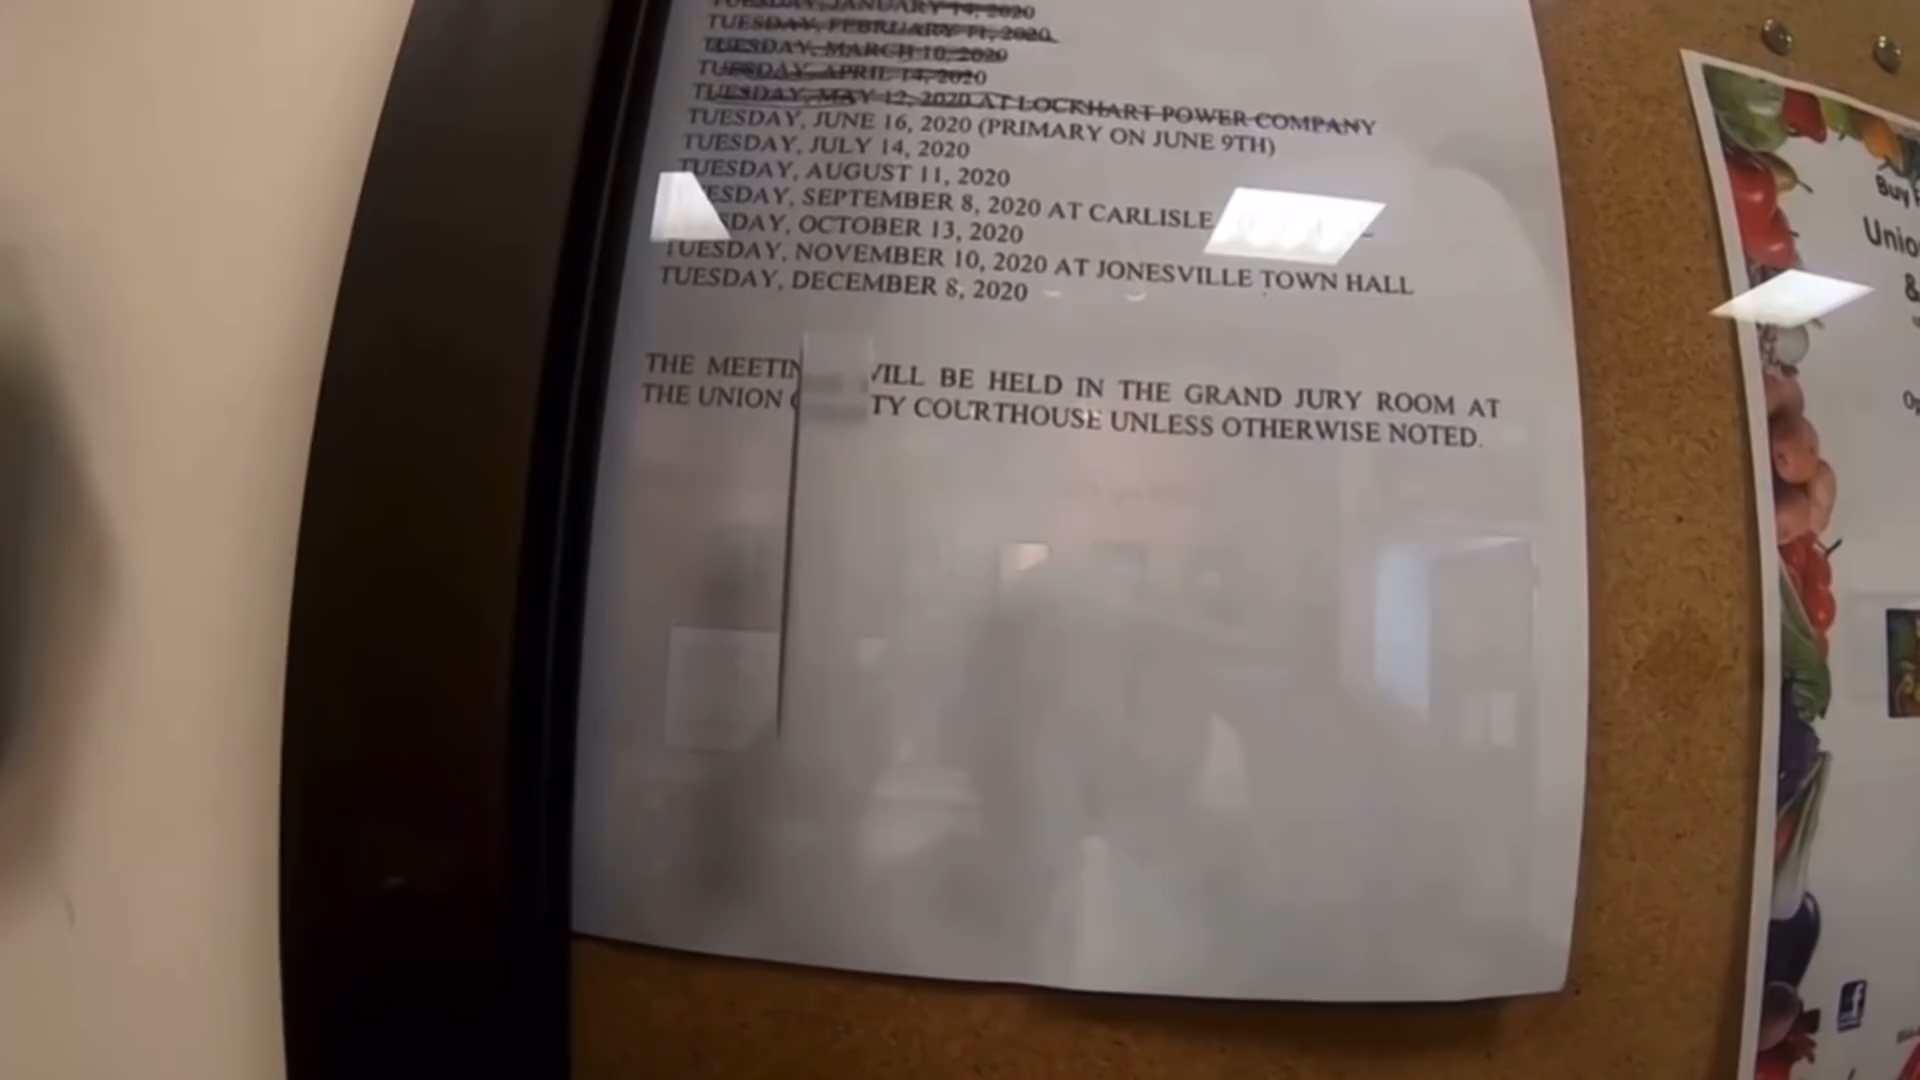 TUESDAY, JANUARY 14, 2020
TUESDAY, FEBRUARY 11, 2020
TUESDAY, MARCH 10, 2020
TUESDAY, APRIL 14, 2020
TUESDAY, MAY 12, 2020 AT LOCKHART POWER COMPANY
TUESDAY, JUNE 16, 2020 (PRIMARY ON JUNE 9TH)
TUESDAY, JULY 14, 2020
TUESDAY, AUGUST 11, 2020
ESDAY, SEPTEMBER 8, 2020 AT CARLISLE
DAY, OCTOBER 13, 2020
TUESDAY, NOVEMBER 10, 2020 AT JONESVILLE TOWN HALL
TUESDAY, DECEMBER 8, 2020
THE MEETIN VILL BE HELD IN THE GRAND JURY ROOM AT
THE UNION TY COURTHOUSE UNLESS OTHERWISE NOTED.
Buy
Unio
&
f